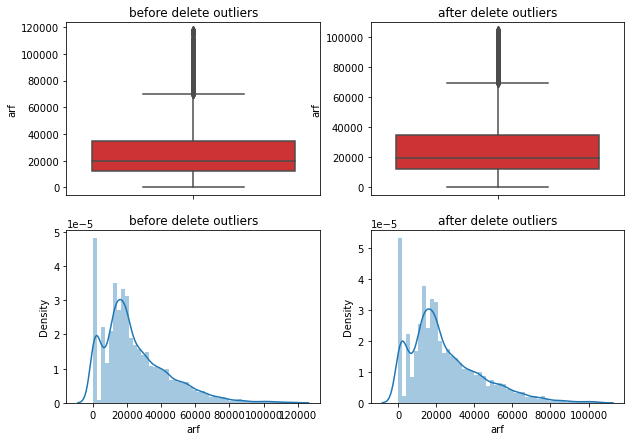 before delete outliers
after delete outliers
120000
100000
80000
60000
40000
20000
0
arf
100000
80000
60000
40000
20000
0
arf
before delete outliers
after delete outliers
1e−5
5
4
3
2
1
0
Density
0 20000 40000 60000 80000 100000 120000
arf
1e−5
5
4
3
2
1
0
Density
0 20000 40000 60000 80000 100000
arf